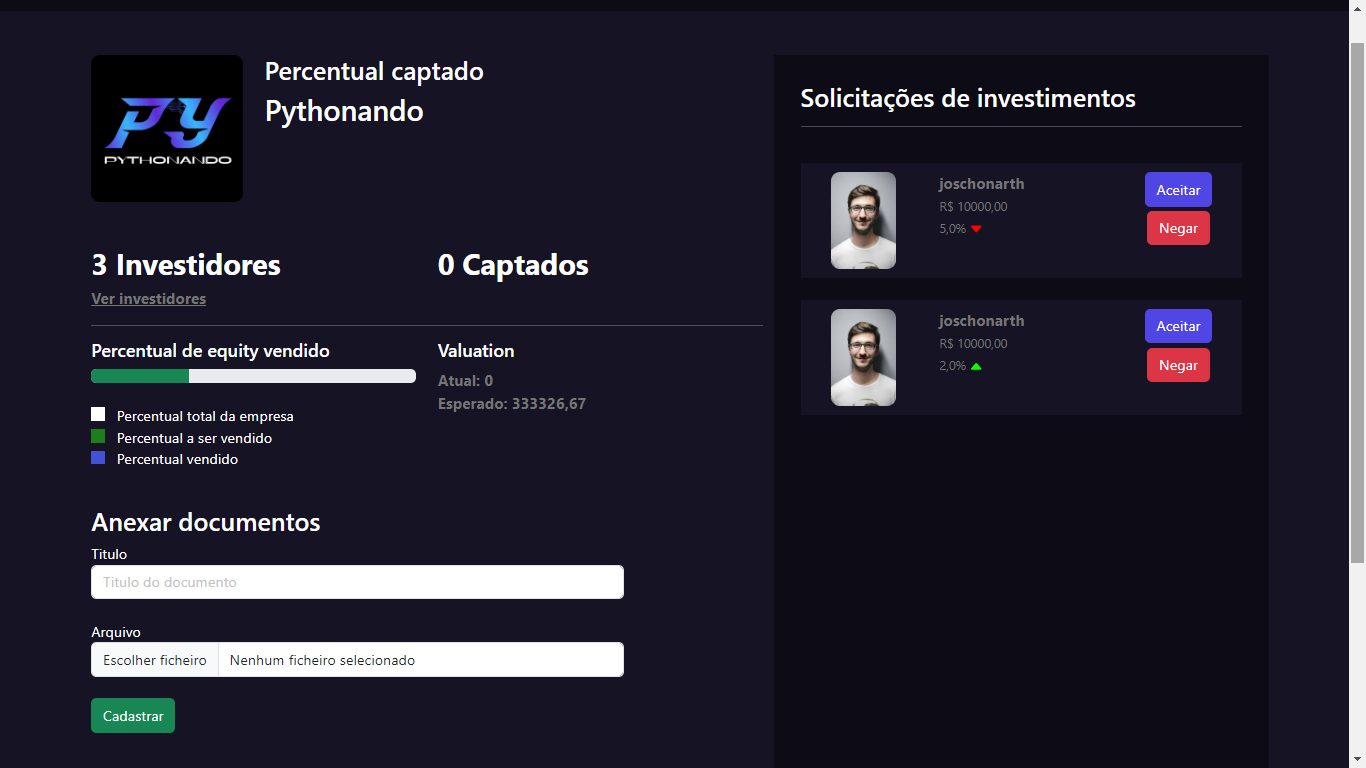 PY
PYTHONANDO
Percentual captado
Pythonando
3 Investidores
Ver investidores
0 Captados
Percentual de equity vendido
Valuation
Atual: 0
Esperado: 333326,67
Percentual total da empresa
Percentual a ser vendido
Percentual vendido
Anexar documentos
Titulo
Titulo do documento
Arquivo
Escolher ficheiro Nenhum ficheiro selecionado
Cadastrar
Solicitações de investimentos
joschonarth
R$ 10000,00
5,0%
Aceitar
Negar
joschonarth
R$ 10000,00
2,0%
Aceitar
Negar